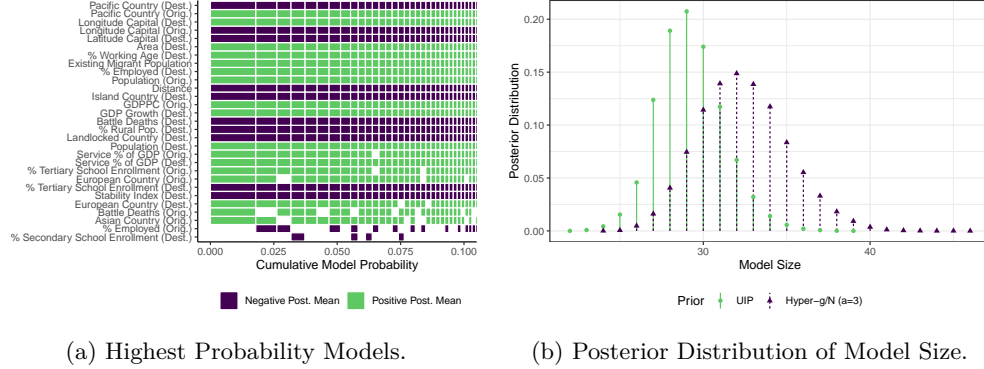 Pacific Country (Dest.)
Pacific Country (Orig.)
Longitude Capital (Dest.)
Longitude Capital (Orig.)
Latitude Capital (Dest.)
Area (Dest.)
% Working Age (Dest.)
Existing Migrant Population
% Employed (Dest.)
Population (Orig.)
Distance
Island Country (Dest.)
GDPPC (Orig.)
GDP Growth (Dest.)
Battle Deaths (Dest.)
% Rural Pop. (Dest.)
Landlocked Country (Dest.)
Population (Dest.)
Service % of GDP (Orig.)
Service % of GDP (Dest.)
% Tertiary School Enrollment (Orig.)
European Country (Orig.)
% Tertiary School Enrollment (Dest.)
Stability Index (Dest.)
European Country (Dest.)
Battle Deaths (Orig.)
Asian Country (Orig.)
% Employed (Orig.)
% Secondary School Enrollment (Dest.)
0.000 0.025 0.050 0.075 0.100
Cumulative Model Probability
Negative Post. Mean Positive Post. Mean
(a) Highest Probability Models.
Posterior Distribution
0.20
0.15
0.10
0.05
0.00
30 40
Model Size
Prior UIP Hyper−g/N (a=3)
(b) Posterior Distribution of Model Size.